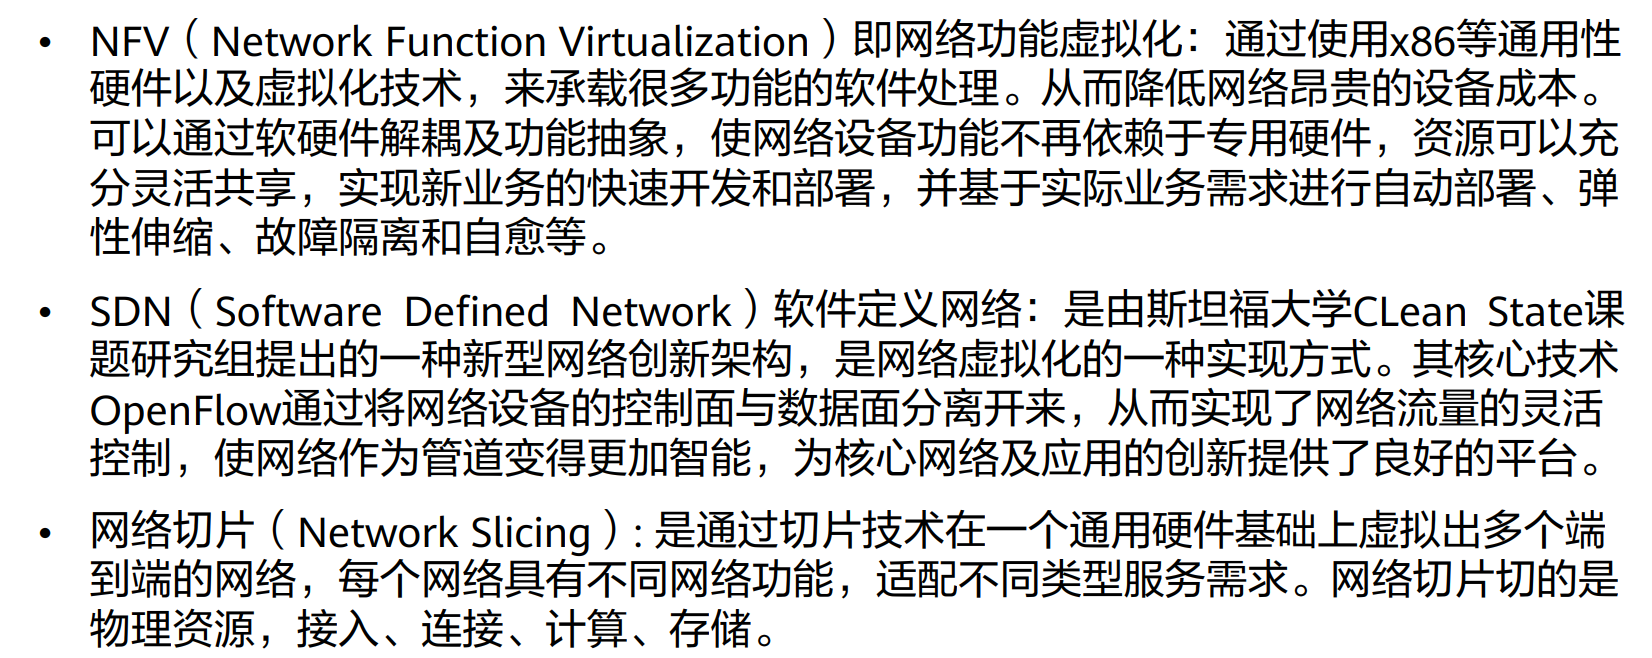 • NFV（Network Function Virtualization）即网络功能虚拟化：通过使用x86等通用性
硬件以及虚拟化技术，来承载很多功能的软件处理。从而降低网络昂贵的设备成本。
可以通过软硬件解耦及功能抽象，使网络设备功能不再依赖于专用硬件，资源可以充
分灵活共享，实现新业务的快速开发和部署，并基于实际业务需求进行自动部署、弹
性伸缩、故障隔离和自愈等。
• SDN（Software Defined Network）软件定义网络：是由斯坦福大学CLean State课
题研究组提出的一种新型网络创新架构，是网络虚拟化的一种实现方式。其核心技术
OpenFlow通过将网络设备的控制面与数据面分离开来，从而实现了网络流量的灵活
控制，使网络作为管道变得更加智能，为核心网络及应用的创新提供了良好的平台。
• 网络切片（Network Slicing）: 是通过切片技术在一个通用硬件基础上虚拟出多个端
到端的网络，每个网络具有不同网络功能，适配不同类型服务需求。网络切片切的是
物理资源，接入、连接、计算、存储。